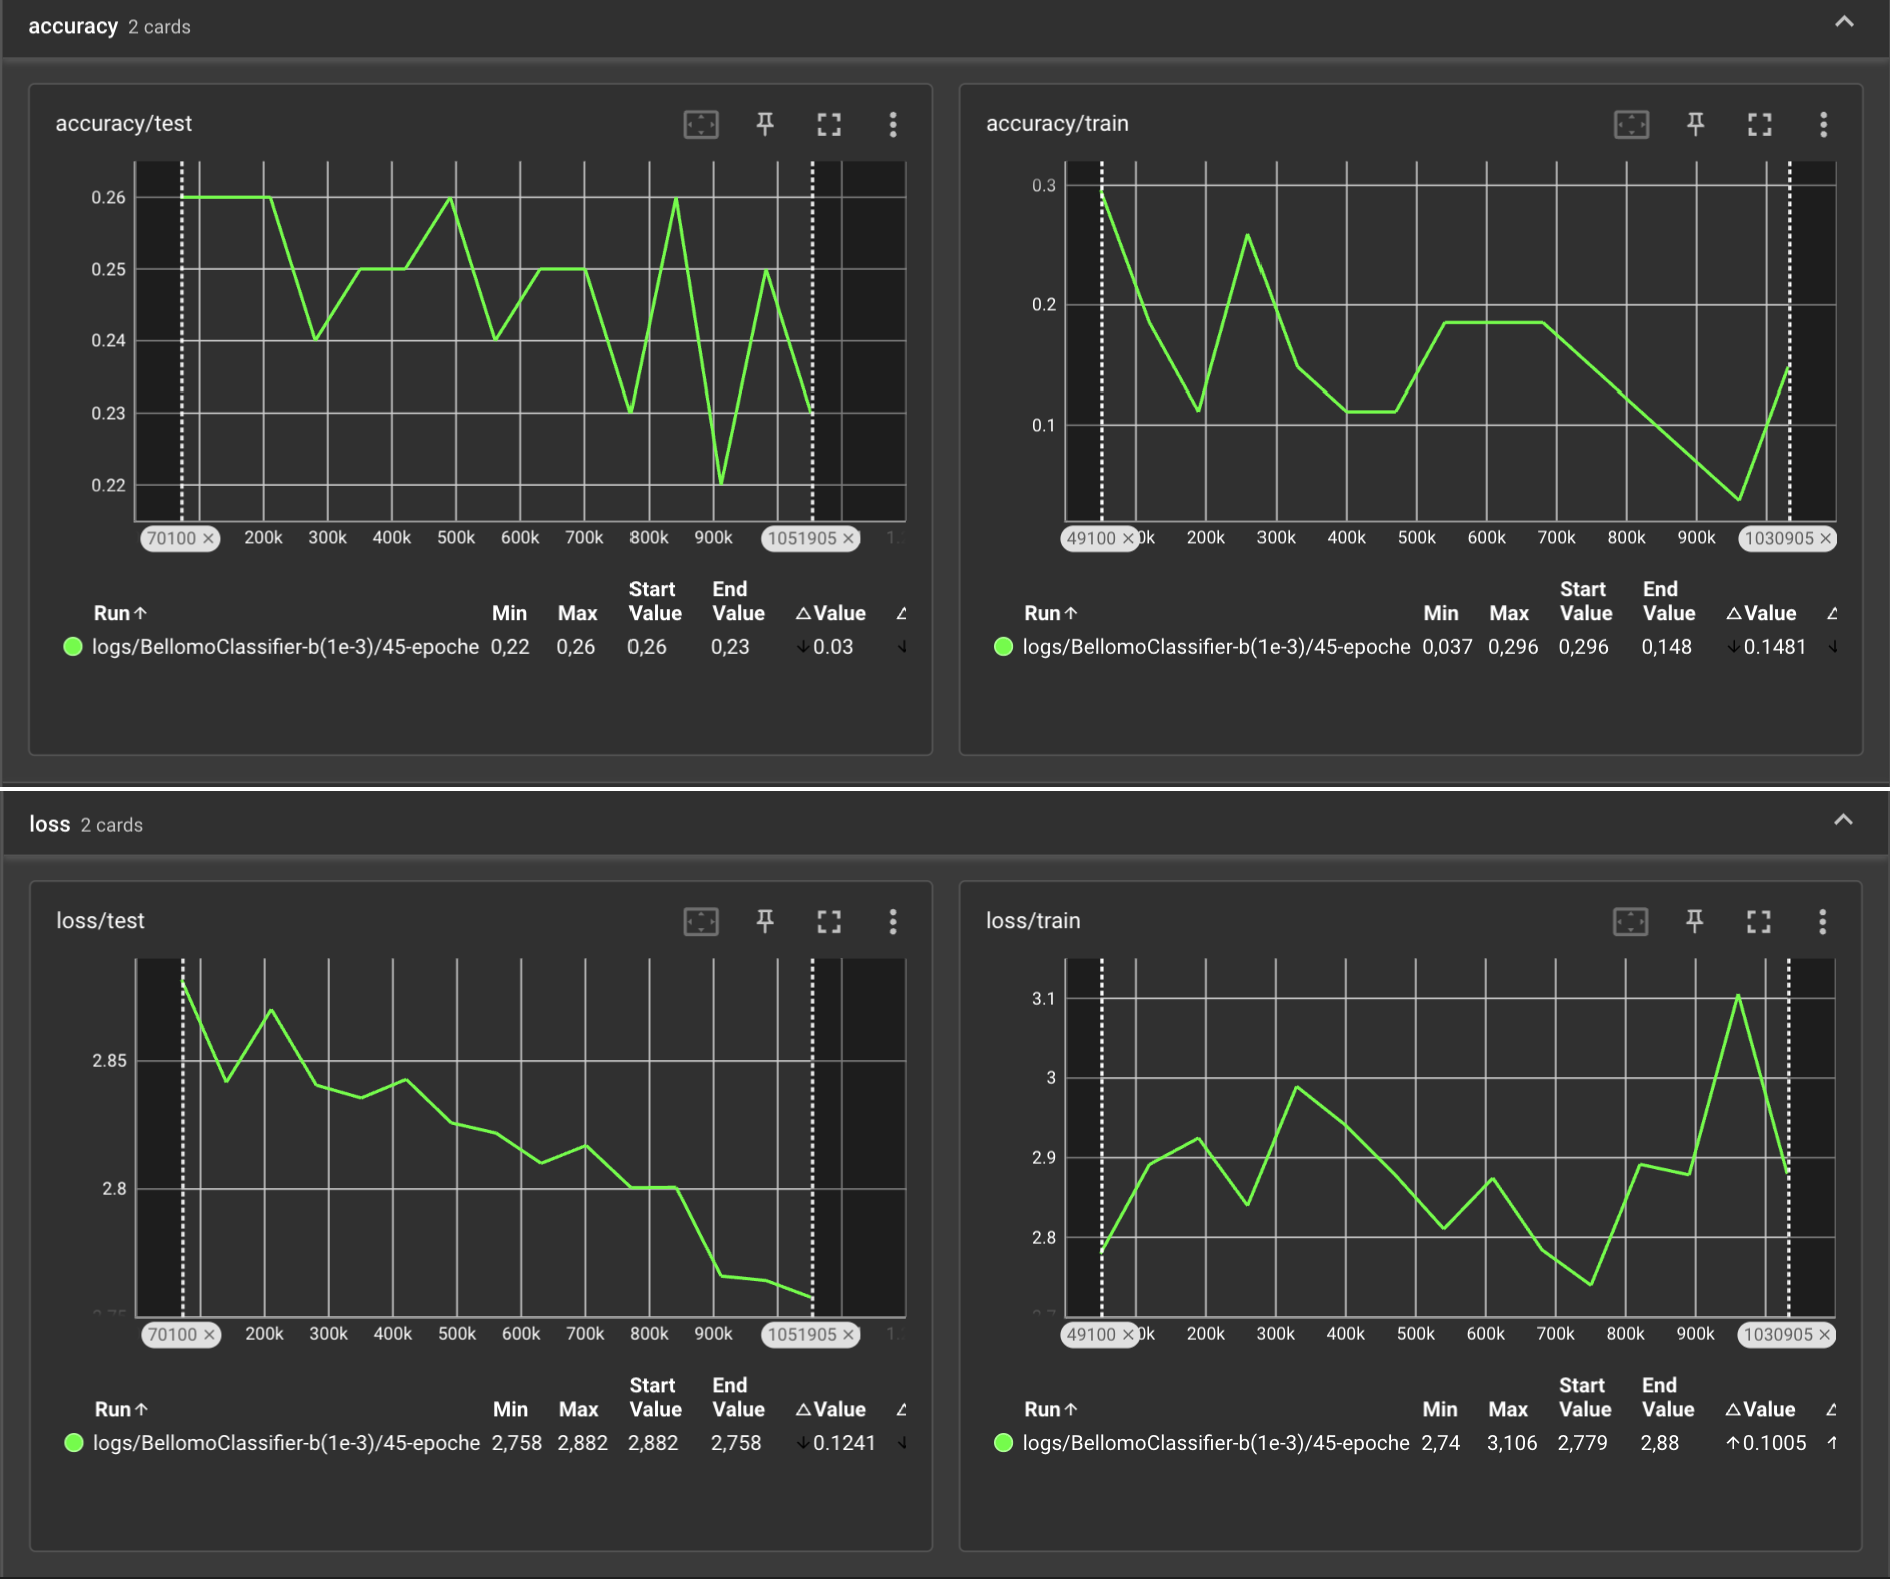 accuracy 2 cards
accuracy/test
0.26
0.25
0.24
0.23
0.22
70100 × 200k 300k 400k 500k 600k 700k 800k 900k 1051905 ×
Run↑ Min Max Start Value End Value △Value △
logs/BellomoClassifier-b(1e-3)/45-epoche 0,22 0,26 0,26 0,23 ↓0.03 ↓
accuracy/train
0.3
0.2
0.1
49100 × 0k 200k 300k 400k 500k 600k 700k 800k 900k 1030905 ×
Run↑ Min Max Start Value End Value △Value △
logs/BellomoClassifier-b(1e-3)/45-epoche 0,037 0,296 0,296 0,148 ↓0.1481 ↓
loss 2 cards
loss/test
2.85
2.8
2.75
70100 × 200k 300k 400k 500k 600k 700k 800k 900k 1051905 ×
Run↑ Min Max Start Value End Value △Value △
logs/BellomoClassifier-b(1e-3)/45-epoche 2,758 2,882 2,882 2,758 ↓0.1241 ↓
loss/train
3.1
3
2.9
2.8
2.7
49100 × 0k 200k 300k 400k 500k 600k 700k 800k 900k 1030905 ×
Run↑ Min Max Start Value End Value △Value △
logs/BellomoClassifier-b(1e-3)/45-epoche 2,74 3,106 2,779 2,88 ↑0.1005 ↑